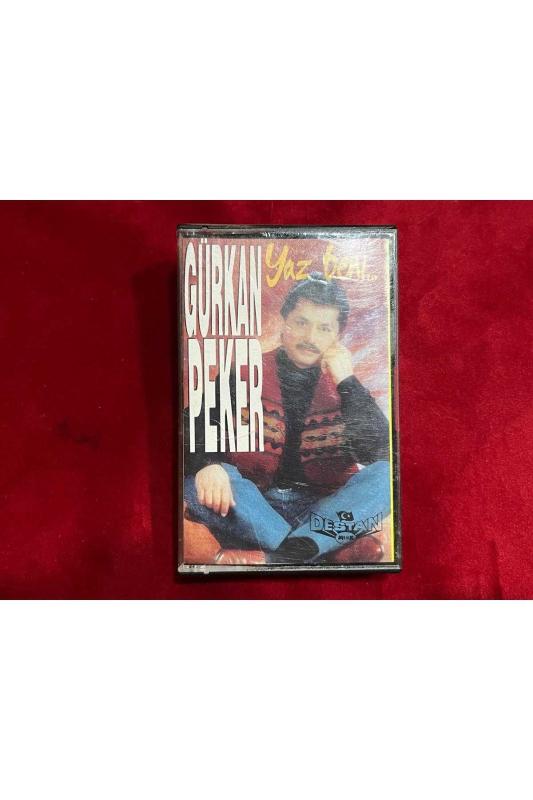 GÜRKAN
PEKER
Yaz beni...
DESTAN